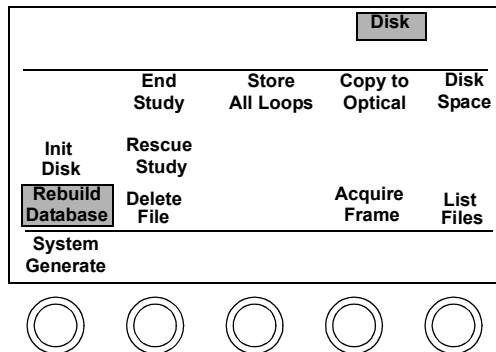 Disk
End Study
Store All Loops
Copy to Optical
Disk Space
Init Disk
Rescue Study
Rebuild Database
Delete File
Acquire Frame
List Files
System Generate